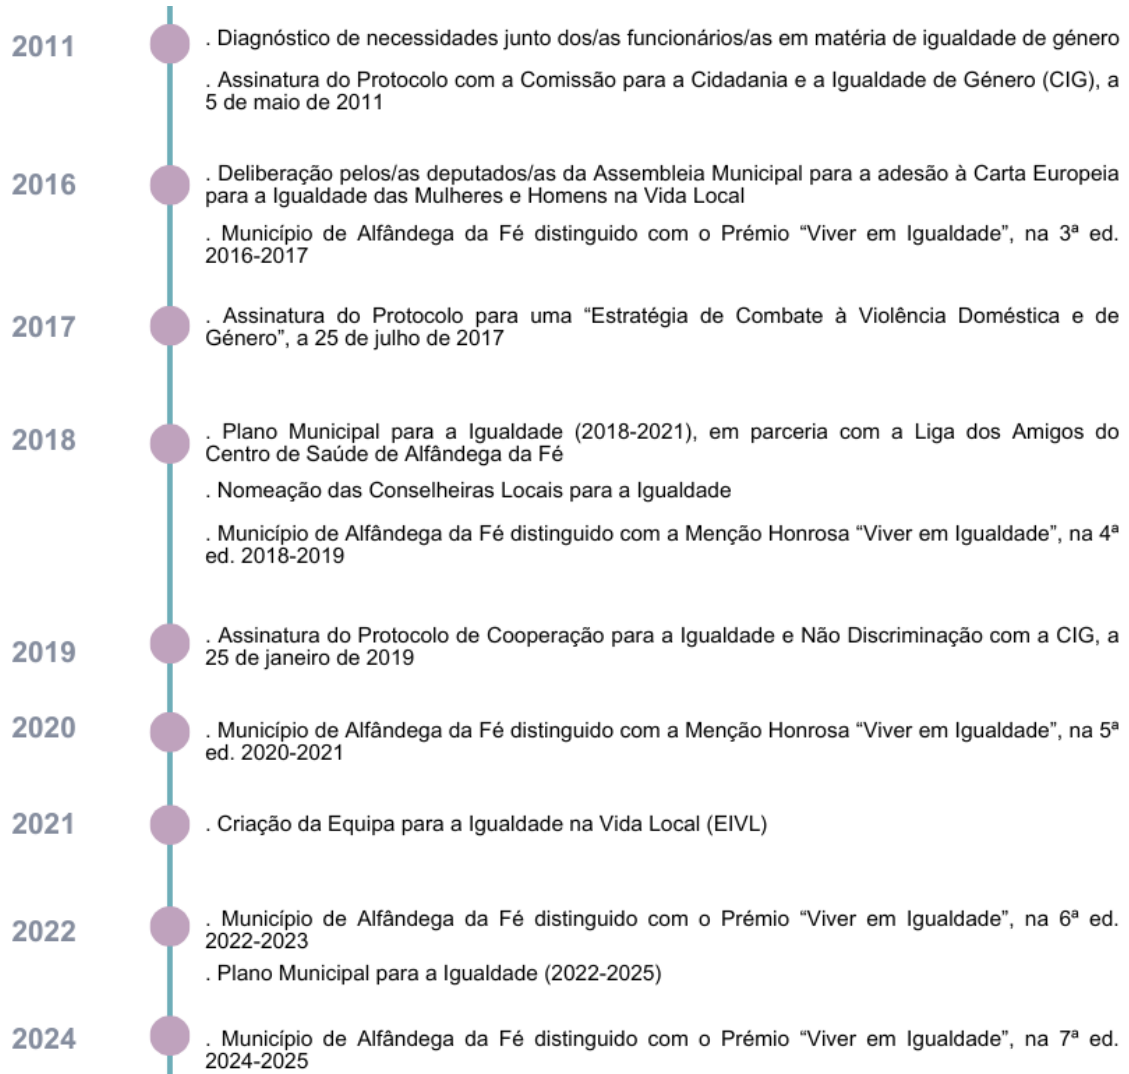 2011
. Diagnóstico de necessidades junto dos/as funcionários/as em matéria de igualdade de género
. Assinatura do Protocolo com a Comissão para a Cidadania e a Igualdade de Género (CIG), a
5 de maio de 2011
2016
. Deliberação pelos/as deputados/as da Assembleia Municipal para a adesão à Carta Europeia
para a Igualdade das Mulheres e Homens na Vida Local
. Município de Alfândega da Fé distinguido com o Prémio “Viver em Igualdade”, na 3ª ed.
2016-2017
2017
. Assinatura do Protocolo para uma “Estratégia de Combate à Violência Doméstica e de
Género”, a 25 de julho de 2017
2018
. Plano Municipal para a Igualdade (2018-2021), em parceria com a Liga dos Amigos do
Centro de Saúde de Alfândega da Fé
. Nomeação das Conselheiras Locais para a Igualdade
. Município de Alfândega da Fé distinguido com a Menção Honrosa “Viver em Igualdade”, na 4ª
ed. 2018-2019
2019
. Assinatura do Protocolo de Cooperação para a Igualdade e Não Discriminação com a CIG, a
25 de janeiro de 2019
2020
. Município de Alfândega da Fé distinguido com a Menção Honrosa “Viver em Igualdade”, na 5ª
ed. 2020-2021
2021
. Criação da Equipa para a Igualdade na Vida Local (EIVL)
2022
. Município de Alfândega da Fé distinguido com o Prémio “Viver em Igualdade”, na 6ª ed.
2022-2023
. Plano Municipal para a Igualdade (2022-2025)
2024
. Município de Alfândega da Fé distinguido com o Prémio “Viver em Igualdade”, na 7ª ed.
2024-2025